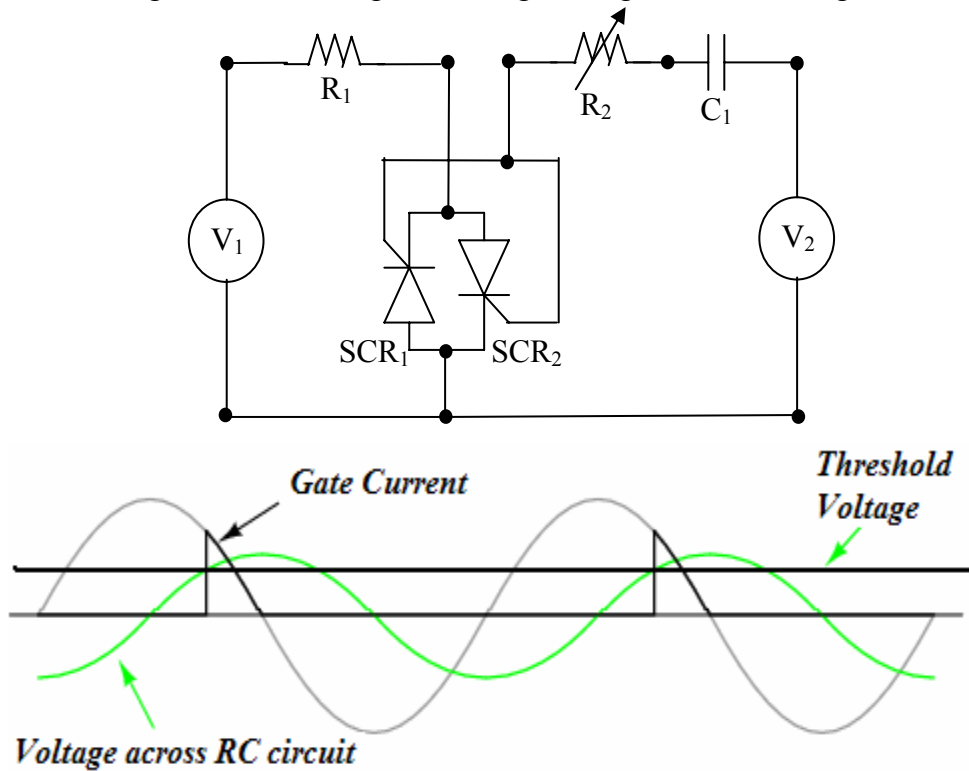 R₁
R₂
C₁
V₁
V₂
SCR₁
SCR₂
Gate Current
Threshold
Voltage
Voltage across RC circuit